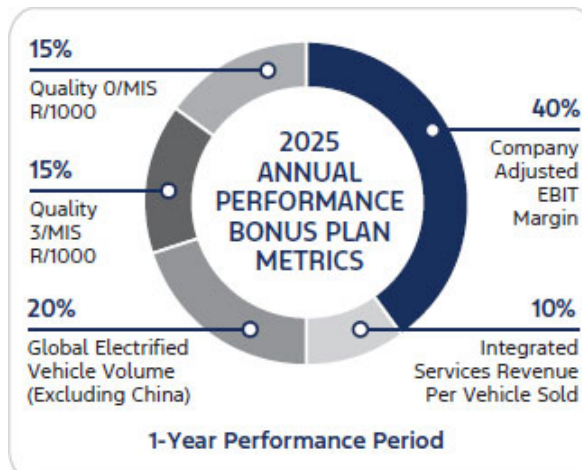 15%
Quality 0/MIS
R/1000
15%
Quality
3/MIS
R/1000
20%
Global Electrified
Vehicle Volume
(Excluding China)
2025
ANNUAL
PERFORMANCE
BONUS PLAN
METRICS
40%
Company
Adjusted
EBIT
Margin
10%
Integrated
Services Revenue
Per Vehicle Sold
1-Year Performance Period